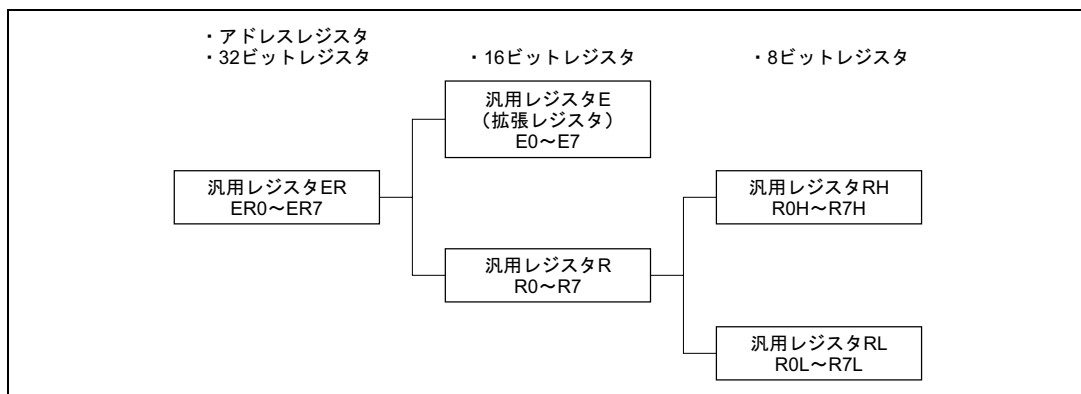 ・アドレスレジスタ
・32ビットレジスタ
・16ビットレジスタ
・8ビットレジスタ
汎用レジスタE
（拡張レジスタ）
E0～E7
汎用レジスタER
ER0～ER7
汎用レジスタRH
R0H～R7H
汎用レジスタR
R0～R7
汎用レジスタRL
R0L～R7L